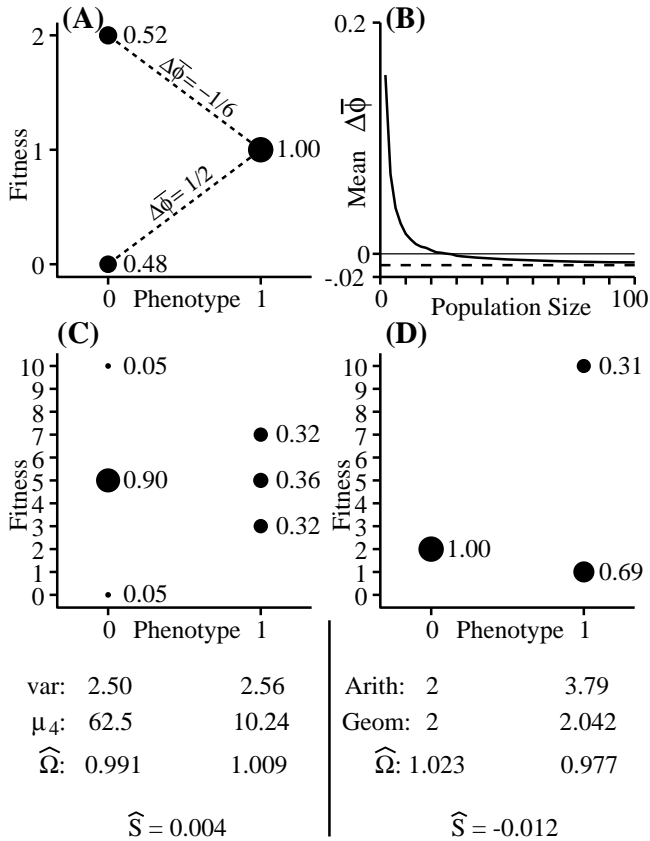 (A)
2
0.52
Δφ̅= −1/6
Fitness
1
1.00
Δφ̅= 1/2
0
0.48
0
Phenotype
1
(B)
0.2
Mean Δφ̅
0
-.02
0
Population Size
100
(C)
10
9
8
7
6
5
4
3
2
1
0
Fitness
0.05
0.90
0.32
0.36
0.32
0.05
0
Phenotype
1
(D)
10
9
8
7
6
5
4
3
2
1
0
Fitness
0.31
1.00
0.69
0
Phenotype
1
var: 2.50 2.56
μ4: 62.5 10.24
Ω̂: 0.991 1.009
Ŝ = 0.004
Arith: 2 3.79
Geom: 2 2.042
Ω̂: 1.023 0.977
Ŝ = -0.012